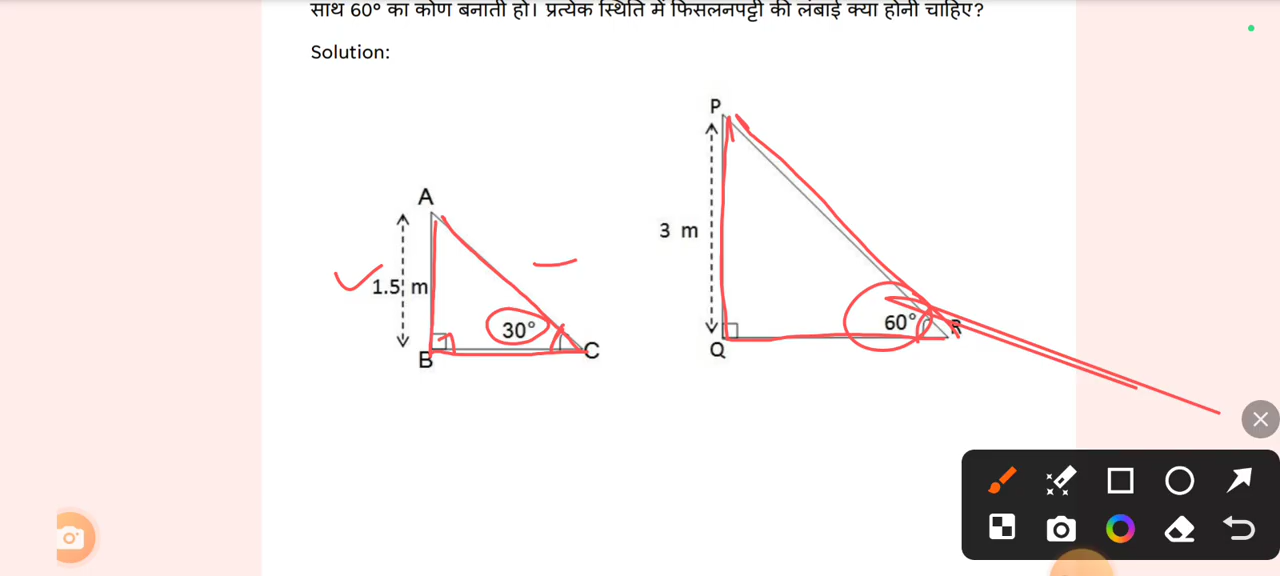 साथ 60° का कोण बनाती हो। प्रत्येक स्थिति में फिसलनपट्टी की लंबाई क्या होनी चाहिए?
Solution:
P
A
3 m
1.5 m
30°
60°
R
B
C
Q